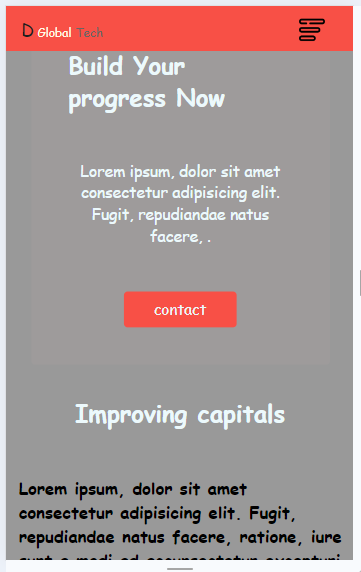 D Global Tech
Build Your
progress Now
Lorem ipsum, dolor sit amet
consectetur adipisicing elit.
Fugit, repudiandae natus
facere, .
contact
Improving capitals
Lorem ipsum, dolor sit amet
consectetur adipisicing elit. Fugit,
repudiandae natus facere, ratione, iure